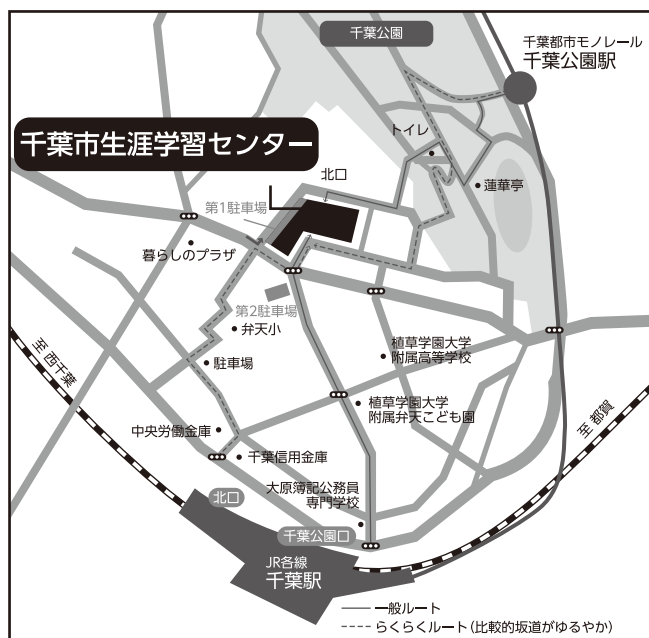 千葉公園
千葉都市モノレール
千葉公園駅
千葉市生涯学習センター
トイレ
北口
蓮華亭
第1駐車場
暮らしのプラザ
第2駐車場
弁天小
駐車場
植草学園大学
附属高等学校
至 西千葉
植草学園大学
附属弁天こども園
至 都賀
中央労働金庫
千葉信用金庫
大原簿記公務員
専門学校
北口
千葉公園口
JR各線
千葉駅
一般ルート
らくらくルート(比較的坂道がゆるやか)